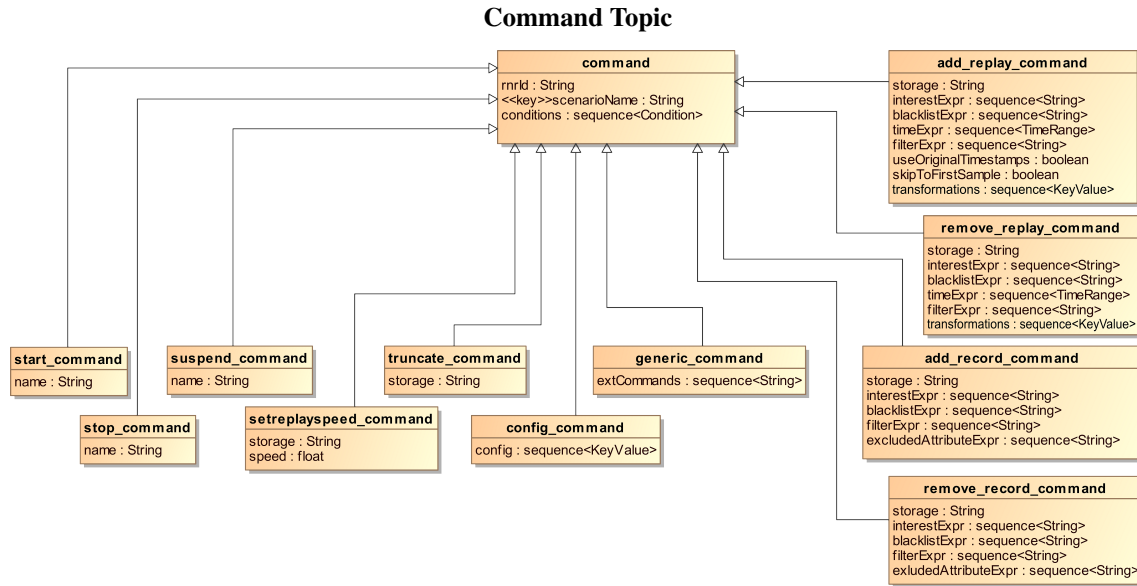 Command Topic
command
rnrId : String
<<key>>scenarioName : String
conditions : sequence<Condition>
add_replay_command
storage : String
interestExpr : sequence<String>
blacklistExpr : sequence<String>
timeExpr : sequence<TimeRange>
filterExpr : sequence<String>
useOriginalTimestamps : boolean
skipToFirstSample : boolean
transformations : sequence<KeyValue>
remove_replay_command
storage : String
interestExpr : sequence<String>
blacklistExpr : sequence<String>
timeExpr : sequence<TimeRange>
filterExpr : sequence<String>
transformations : sequence<KeyValue>
start_command
name : String
suspend_command
name : String
truncate_command
storage : String
generic_command
extCommands : sequence<String>
add_record_command
storage : String
interestExpr : sequence<String>
blacklistExpr : sequence<String>
filterExpr : sequence<String>
excludedAttributeExpr : sequence<String>
stop_command
name : String
setreplayspeed_command
storage : String
speed : float
config_command
config : sequence<KeyValue>
remove_record_command
storage : String
interestExpr : sequence<String>
blacklistExpr : sequence<String>
filterExpr : sequence<String>
exludedAttributeExpr : sequence<String>